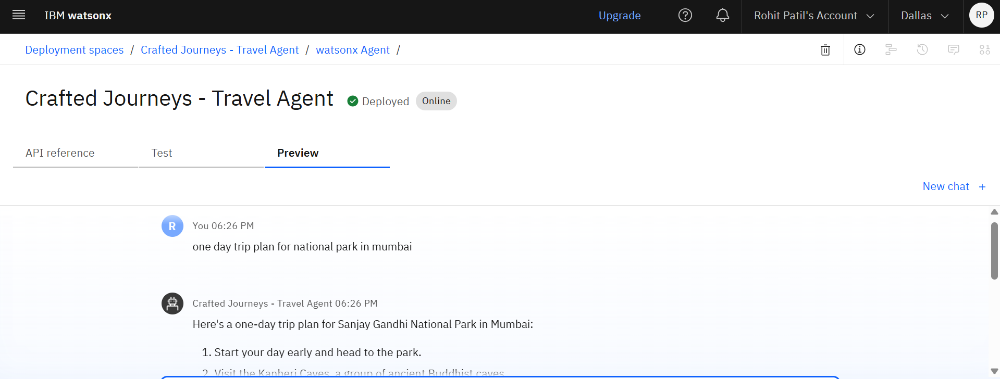 IBM watsonx
Upgrade
Rohit Patil's Account
Dallas
RP
Deployment spaces / Crafted Journeys - Travel Agent / watsonx Agent /
Crafted Journeys - Travel Agent
Deployed
Online
API reference
Test
Preview
New chat +
R
You 06:26 PM
one day trip plan for national park in mumbai
Crafted Journeys - Travel Agent 06:26 PM
Here's a one-day trip plan for Sanjay Gandhi National Park in Mumbai:
1. Start your day early and head to the park.
2. Visit the Kanheri Caves, a group of ancient Buddhist caves